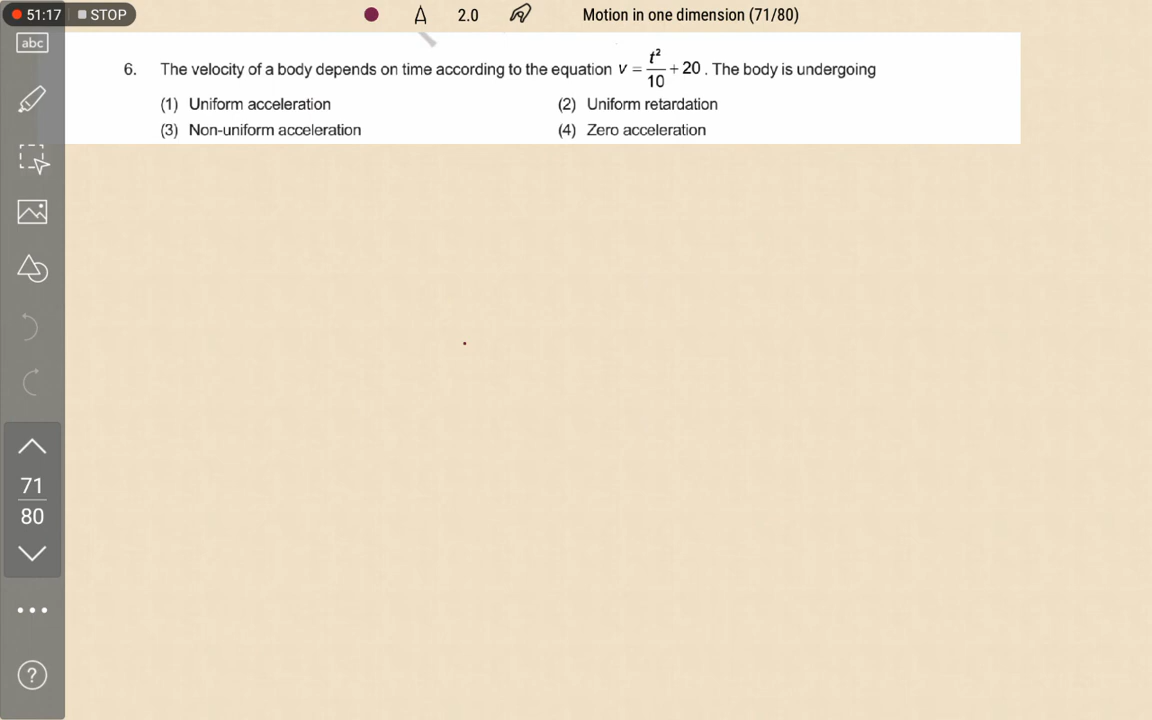 51:17 STOP 2.0 Motion in one dimension (71/80)
abc
6. The velocity of a body depends on time according to the equation v = t²/10 + 20. The body is undergoing
(1) Uniform acceleration (2) Uniform retardation
(3) Non-uniform acceleration (4) Zero acceleration
71
80
?